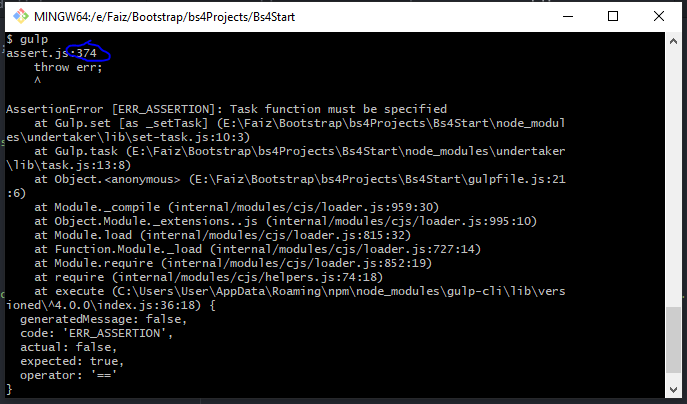 MINGW64:/e/Faiz/Bootstrap/bs4Projects/Bs4Start
$ gulp
assert.js:374
    throw err;
    ^

AssertionError [ERR_ASSERTION]: Task function must be specified
    at Gulp.set [as _setTask] (E:\Faiz\Bootstrap\bs4Projects\Bs4Start\node_modul
es\undertaker\lib\set-task.js:10:3)
    at Gulp.task (E:\Faiz\Bootstrap\bs4Projects\Bs4Start\node_modules\undertaker
\lib\task.js:13:8)
    at Object.<anonymous> (E:\Faiz\Bootstrap\bs4Projects\Bs4Start\gulpfile.js:21
:6)
    at Module._compile (internal/modules/cjs/loader.js:959:30)
    at Object.Module._extensions..js (internal/modules/cjs/loader.js:995:10)
    at Module.load (internal/modules/cjs/loader.js:815:32)
    at Function.Module._load (internal/modules/cjs/loader.js:727:14)
    at Module.require (internal/modules/cjs/loader.js:852:19)
    at require (internal/modules/cjs/helpers.js:74:18)
    at execute (C:\Users\User\AppData\Roaming\npm\node_modules\gulp-cli\lib\vers
ioned\^4.0.0\index.js:36:18) {
  generatedMessage: false,
  code: 'ERR_ASSERTION',
  actual: false,
  expected: true,
  operator: '=='
}